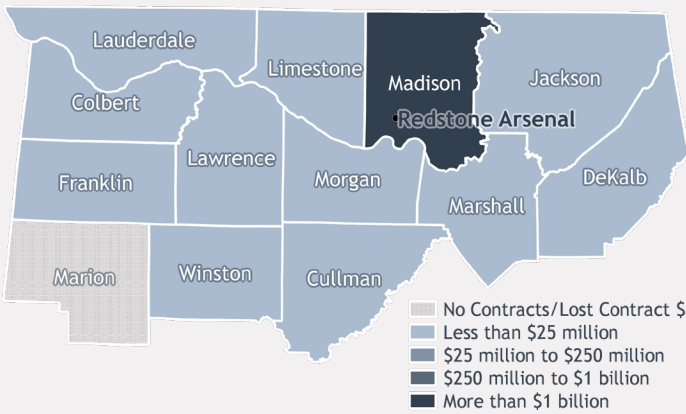 Lauderdale
Limestone
Madison
Jackson
Colbert
Redstone Arsenal
Lawrence
Franklin
Morgan
DeKalb
Marshall
Marion
Winston
Cullman
No Contracts/Lost Contract $
Less than $25 million
$25 million to $250 million
$250 million to $1 billion
More than $1 billion